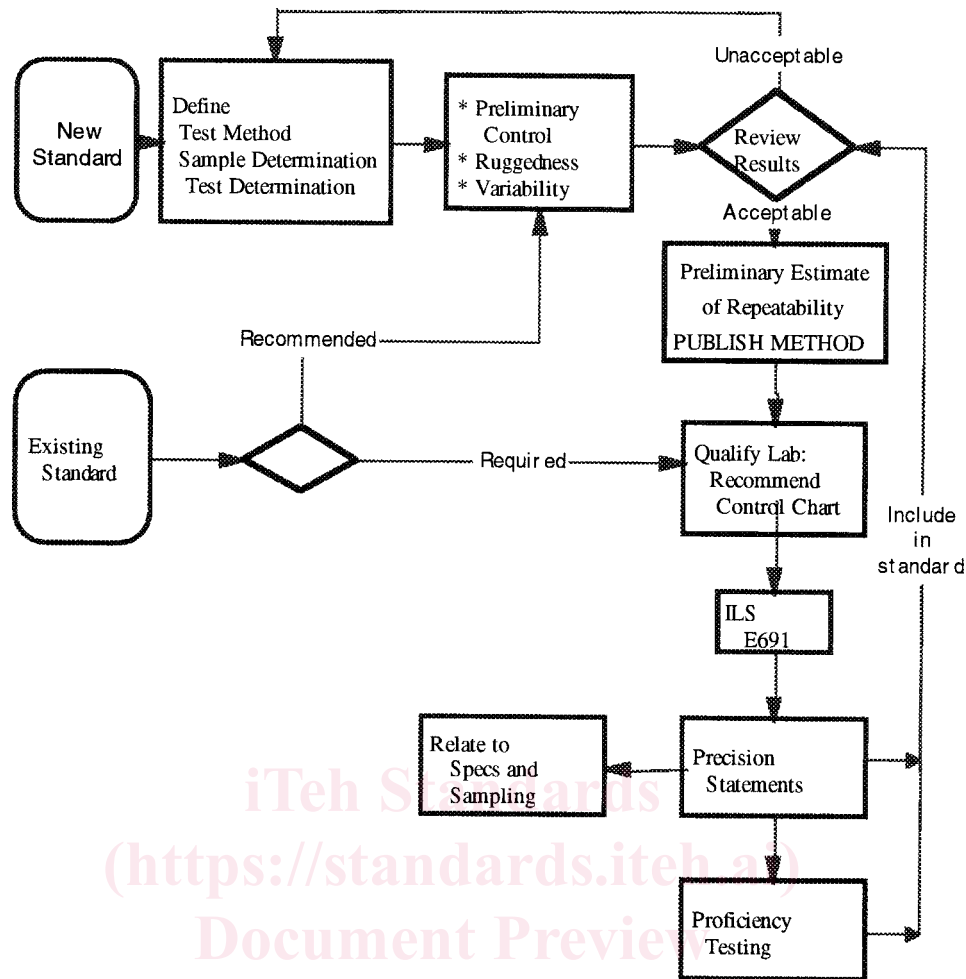 Unacceptable
New
Standard
Define
Test Method
Sample Determination
Test Determination
* Preliminary
Control
* Ruggedness
* Variability
Review
Results
Acceptable
Preliminary Estimate
of Repeatability
PUBLISH METHOD
Recommended
Existing
Standard
Required
Qualify Lab:
Recommend
Control Chart
Include
in
standard
ILS
E691
Relate to
Specs and
Sampling
Precision
Statements
Proficiency
Testing
iTeh Standards
(https://standards.iteh.ai)
Document Preview